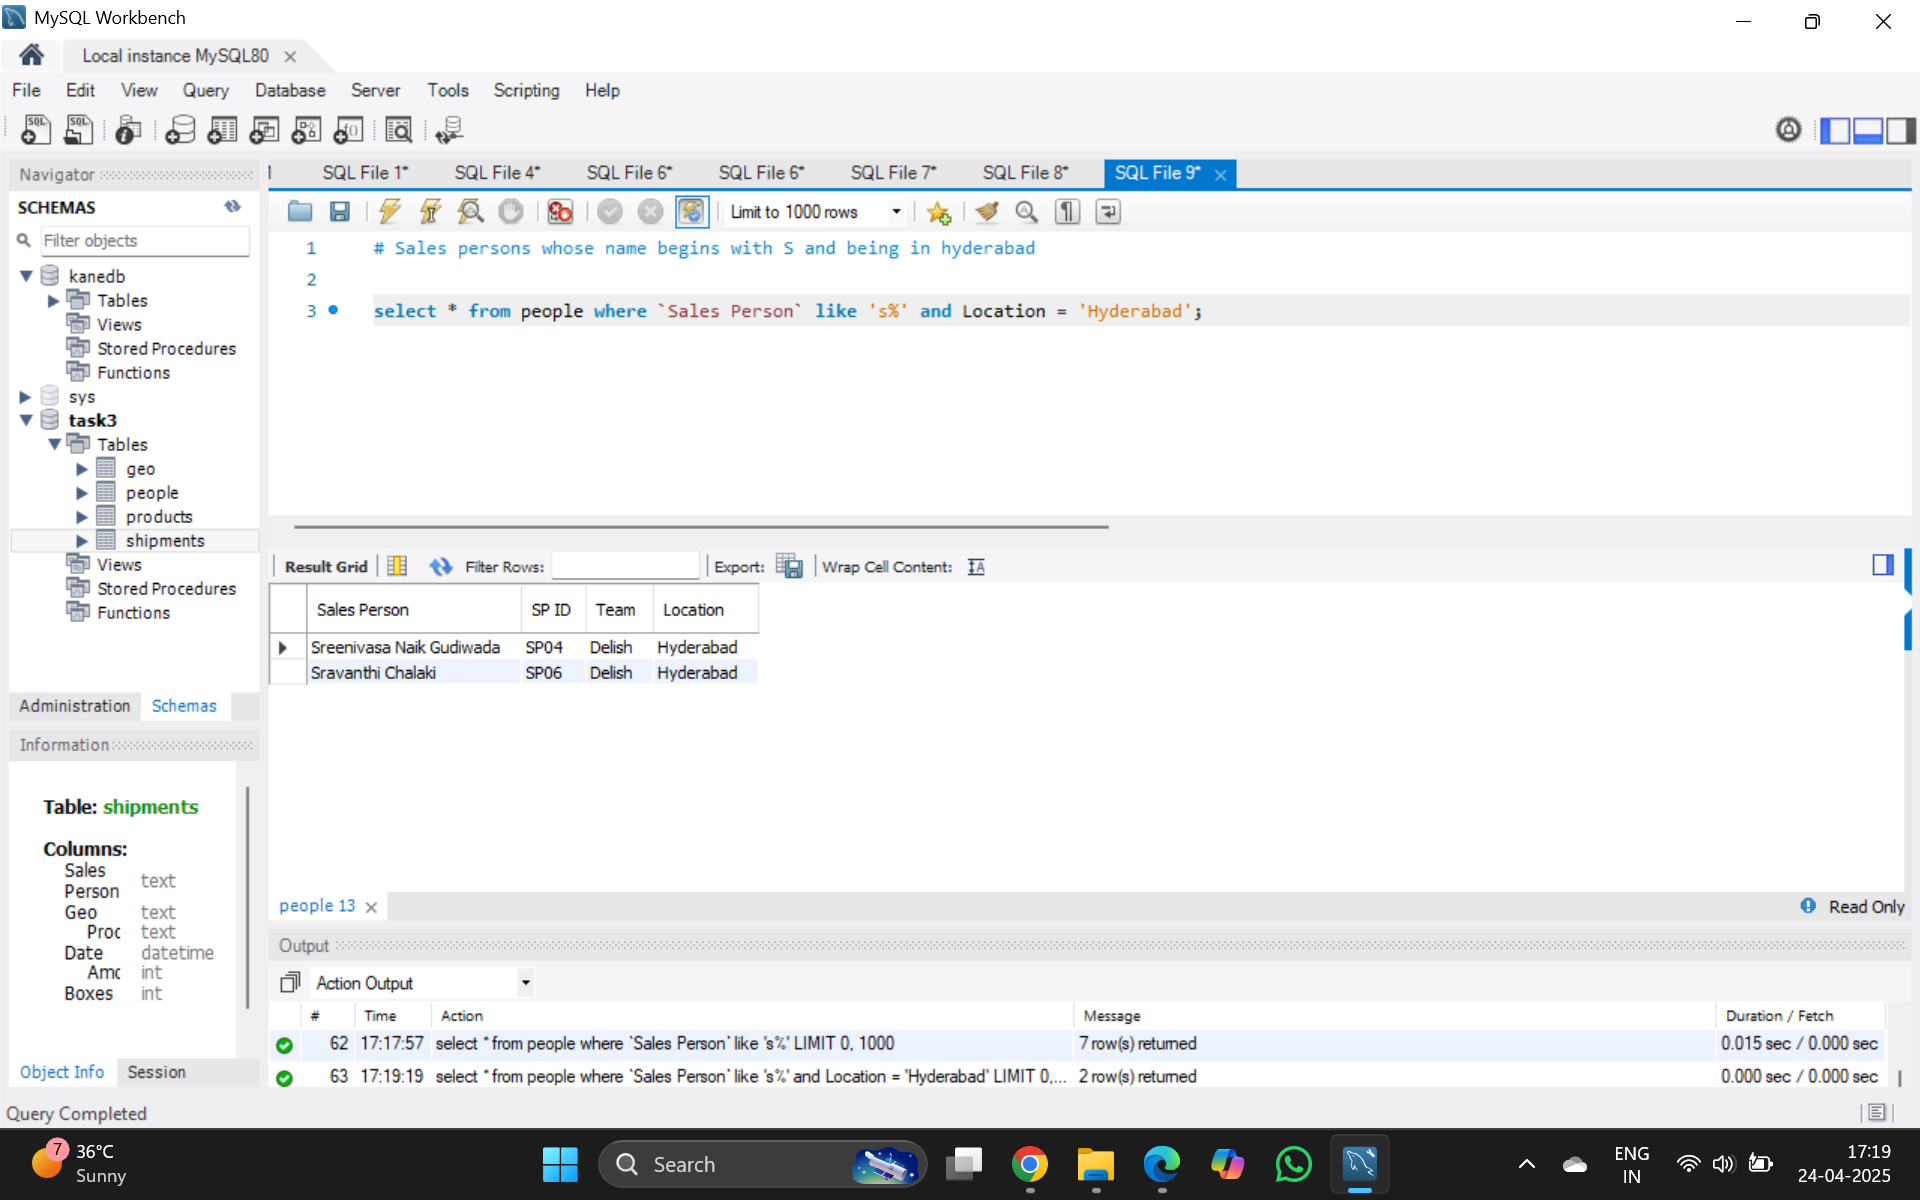 MySQL Workbench
Local instance MySQL80
File Edit View Query Database Server Tools Scripting Help
Navigator
SQL File 1* SQL File 4* SQL File 6* SQL File 6* SQL File 7* SQL File 8* SQL File 9*
SCHEMAS
Filter objects
Limit to 1000 rows
1 # Sales persons whose name begins with S and being in hyderabad
2
3 select * from people where `Sales Person` like 's%' and Location = 'Hyderabad';
kanedb
Tables
Views
Stored Procedures
Functions
sys
task3
Tables
geo
people
products
shipments
Views
Stored Procedures
Functions
Administration Schemas
Result Grid Filter Rows: Export: Wrap Cell Content:
Sales Person SP ID Team Location
Sreenivasa Naik Gudiwada SP04 Delish Hyderabad
Sravanthi Chalaki SP06 Delish Hyderabad
Information
Table: shipments
Columns:
Sales Person text
Geo text
Proc text
Date datetime
Amc int
Boxes int
Object Info Session
people 13
Read Only
Output
Action Output
# Time Action Message Duration / Fetch
62 17:17:57 select * from people where `Sales Person` like 's%' LIMIT 0, 1000 7 row(s) returned 0.015 sec / 0.000 sec
63 17:19:19 select * from people where `Sales Person` like 's%' and Location = 'Hyderabad' LIMIT 0,... 2 row(s) returned 0.000 sec / 0.000 sec
Query Completed
7
36°C
Sunny
Search
ENG
IN
17:19
24-04-2025